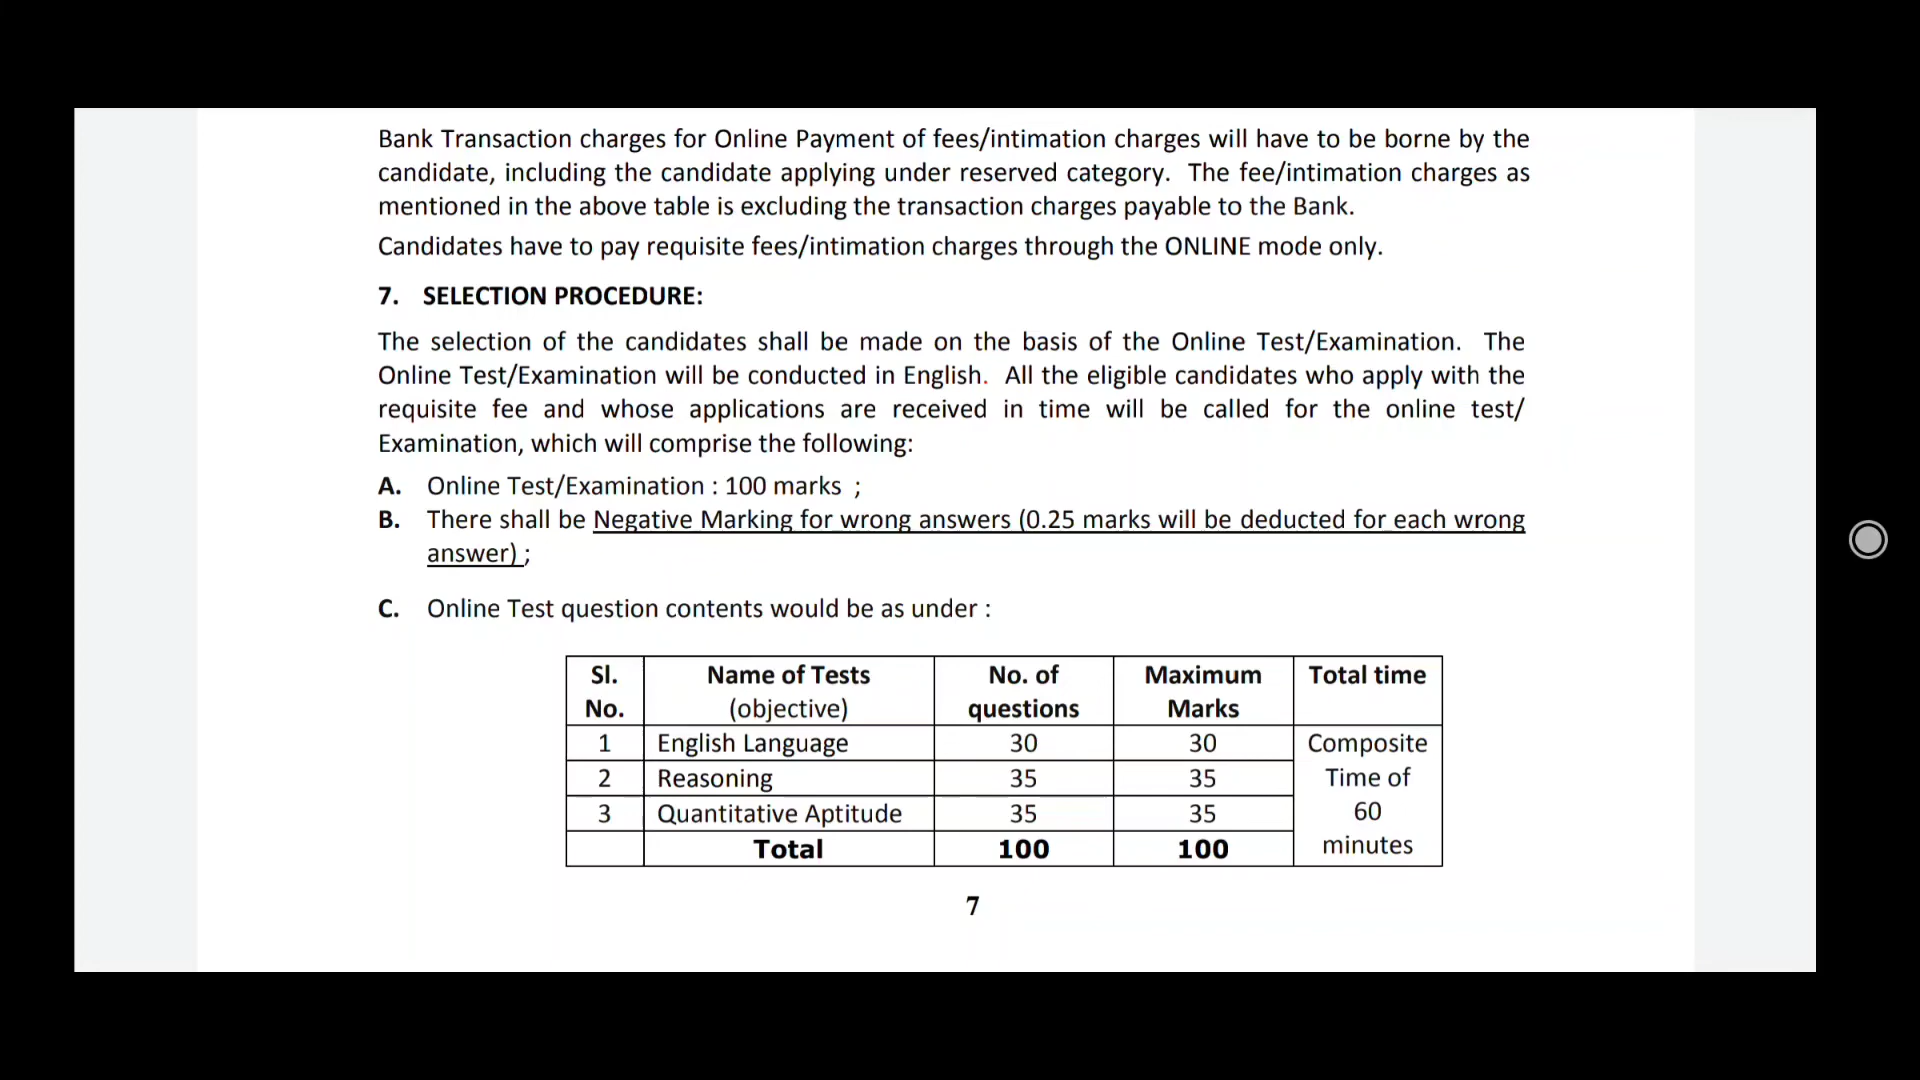 Bank Transaction charges for Online Payment of fees/intimation charges will have to be borne by the
candidate, including the candidate applying under reserved category. The fee/intimation charges as
mentioned in the above table is excluding the transaction charges payable to the Bank.
Candidates have to pay requisite fees/intimation charges through the ONLINE mode only.
7. SELECTION PROCEDURE:
The selection of the candidates shall be made on the basis of the Online Test/Examination. The
Online Test/Examination will be conducted in English. All the eligible candidates who apply with the
requisite fee and whose applications are received in time will be called for the online test/
Examination, which will comprise the following:
A. Online Test/Examination : 100 marks ;
B. There shall be Negative Marking for wrong answers (0.25 marks will be deducted for each wrong
answer) ;
C. Online Test question contents would be as under :
Sl. Name of Tests No. of Maximum Total time
No. (objective) questions Marks
1 English Language 30 30 Composite
2 Reasoning 35 35 Time of
3 Quantitative Aptitude 35 35 60
Total 100 100 minutes
7